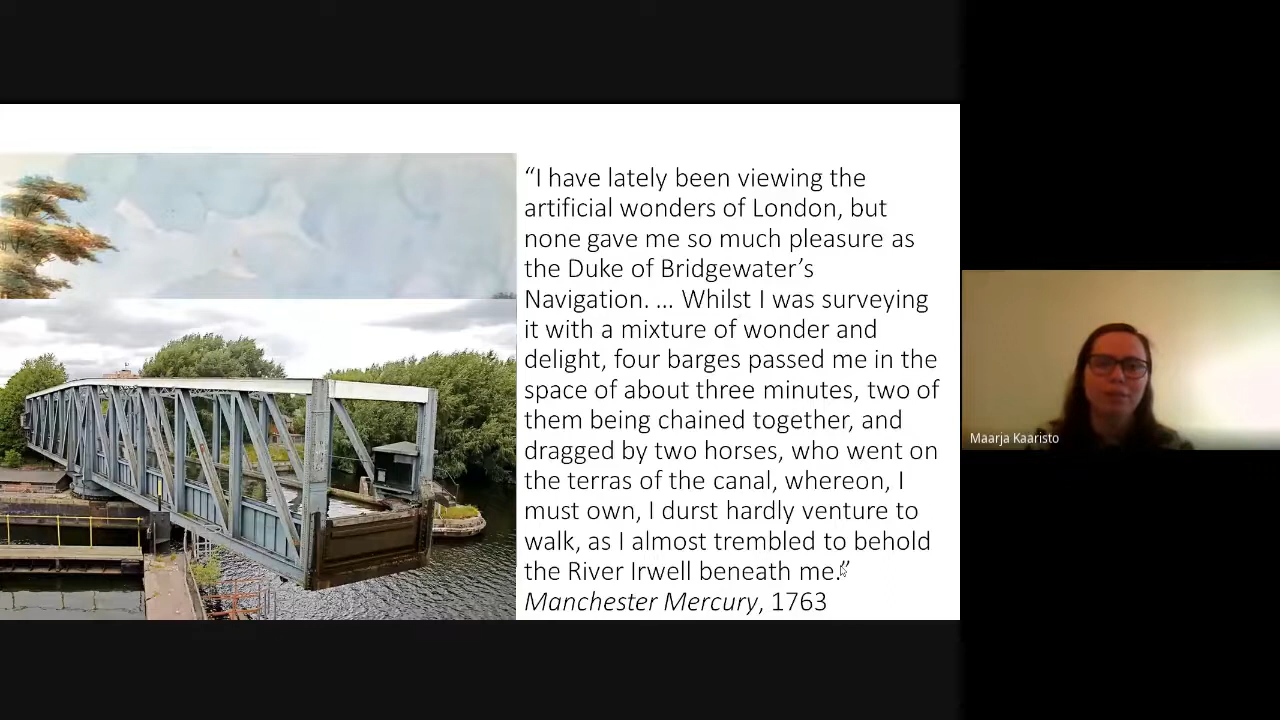 “I have lately been viewing the
artificial wonders of London, but
none gave me so much pleasure as
the Duke of Bridgewater’s
Navigation. ... Whilst I was surveying
it with a mixture of wonder and
delight, four barges passed me in the
space of about three minutes, two of
them being chained together, and
dragged by two horses, who went on
the terras of the canal, whereon, I
must own, I durst hardly venture to
walk, as I almost trembled to behold
the River Irwell beneath me.”
Manchester Mercury, 1763
Maarja Kaaristo